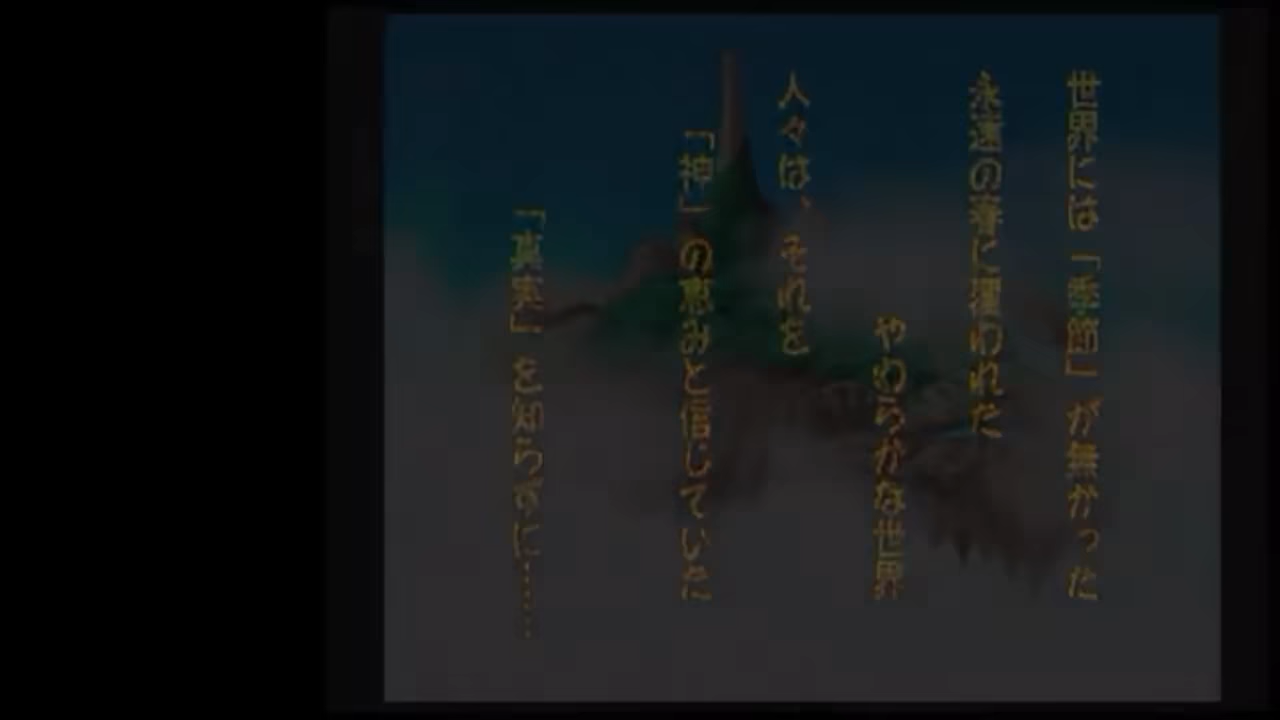 世界には『季節』が無かった
永遠の春に護われた
やわらかな世界
人々は、それを
『神』の恵みと信じていた
『真実』を知らずに‥‥